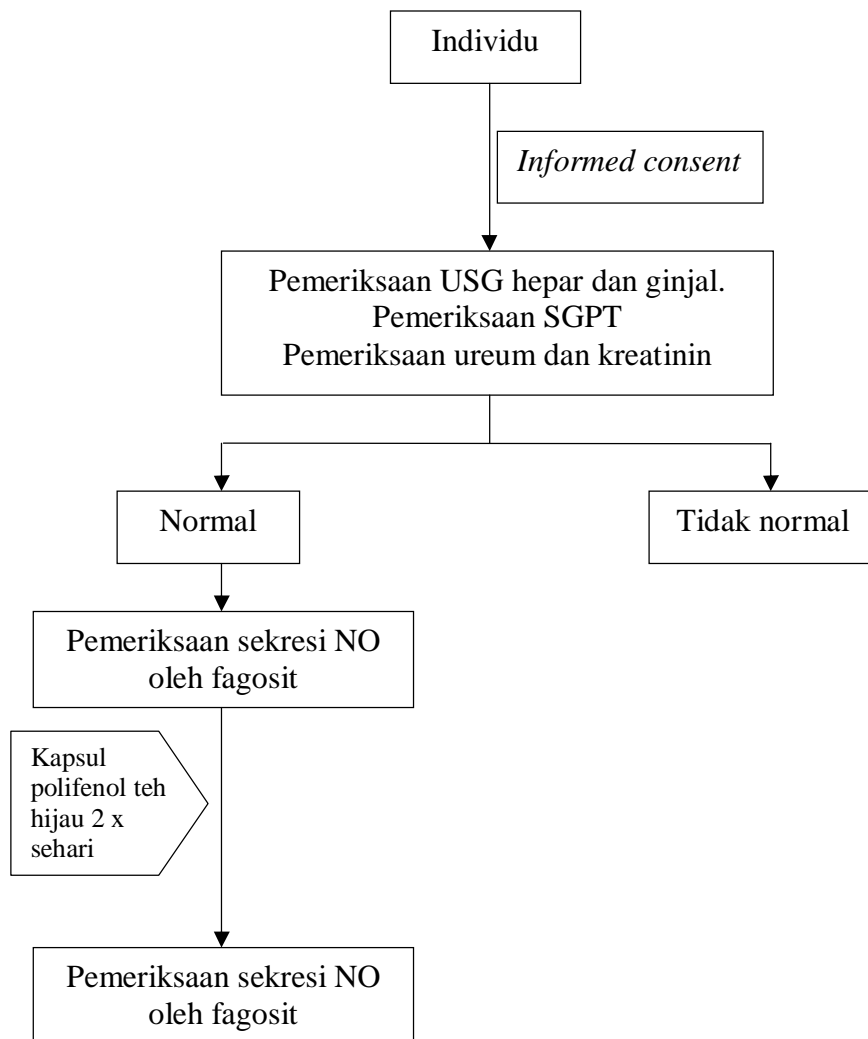 Individu
Informed consent
Pemeriksaan USG hepar dan ginjal.
Pemeriksaan SGPT
Pemeriksaan ureum dan kreatinin
Normal
Tidak normal
Pemeriksaan sekresi NO
oleh fagosit
Kapsul
polifenol teh
hijau 2 x
sehari
Pemeriksaan sekresi NO
oleh fagosit